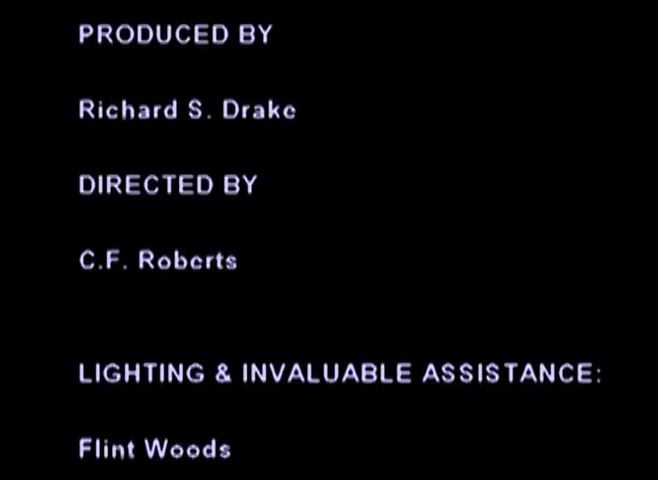 PRODUCED BY
Richard S. Drake
DIRECTED BY
C.F. Roberts
LIGHTING & INVALUABLE ASSISTANCE:
Flint Woods